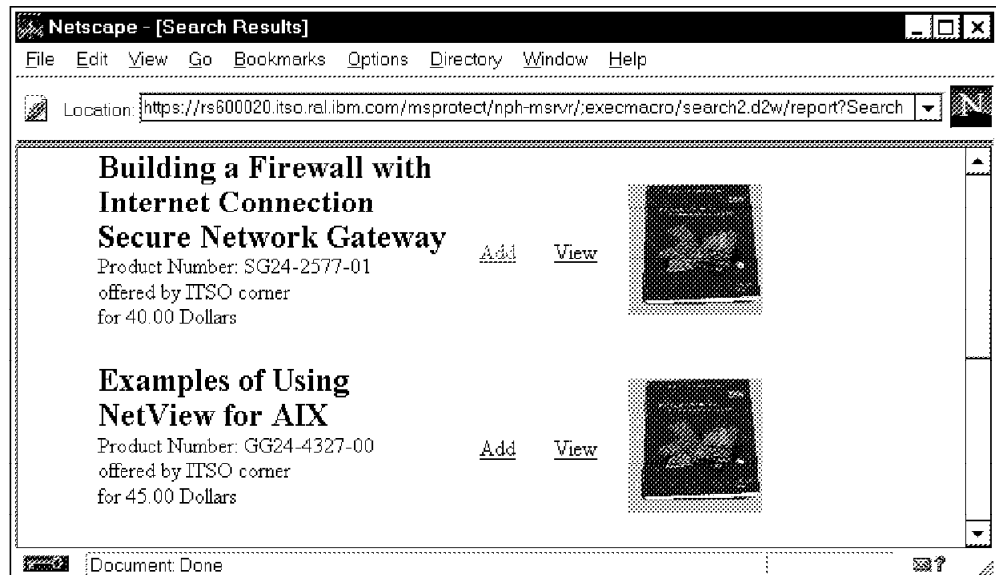 Netscape - [Search Results]
File Edit View Go Bookmarks Options Directory Window Help
Location: https://rs600020.itso.ral.ibm.com/msprotect/nph-msrvr/;execmacro/search2.d2w/report?Search
N
Building a Firewall with
Internet Connection
Secure Network Gateway
Add View
Product Number: SG24-2577-01
offered by ITSO corner
for 40.00 Dollars
Examples of Using
NetView for AIX
Product Number: GG24-4327-00
Add View
offered by ITSO corner
for 45.00 Dollars
Document: Done
?